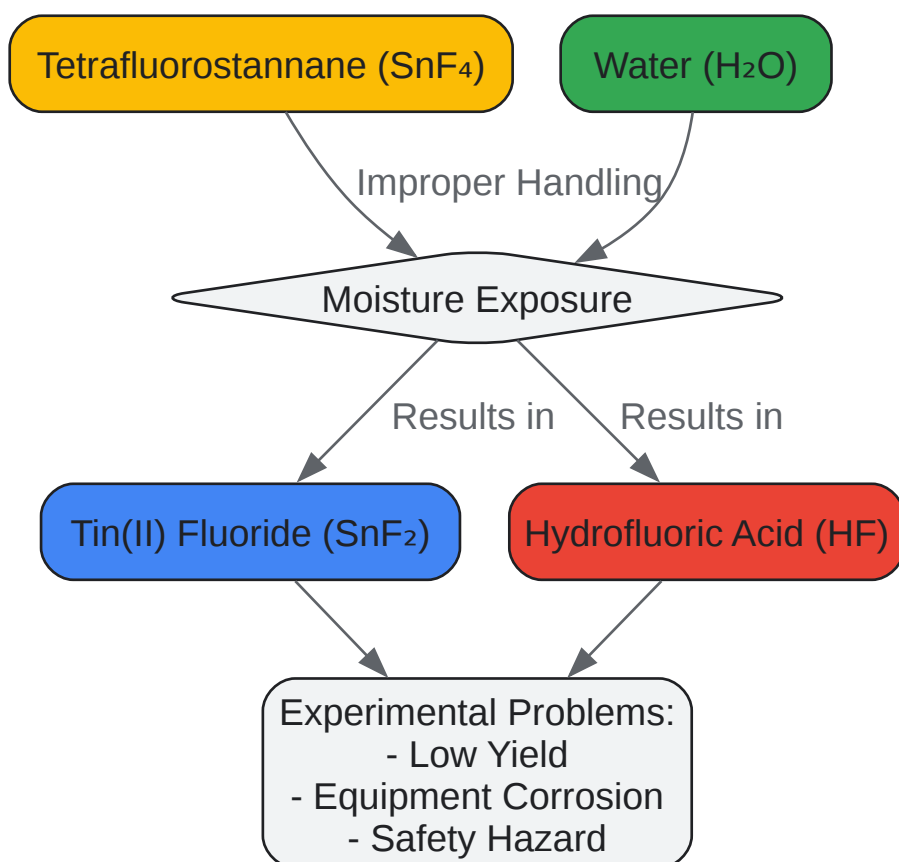 Tetrafluorostannane (SnF₄)
Water (H₂O)
Improper Handling
Moisture Exposure
Results in
Results in
Tin(II) Fluoride (SnF₂)
Hydrofluoric Acid (HF)
Experimental Problems:
- Low Yield
- Equipment Corrosion
- Safety Hazard